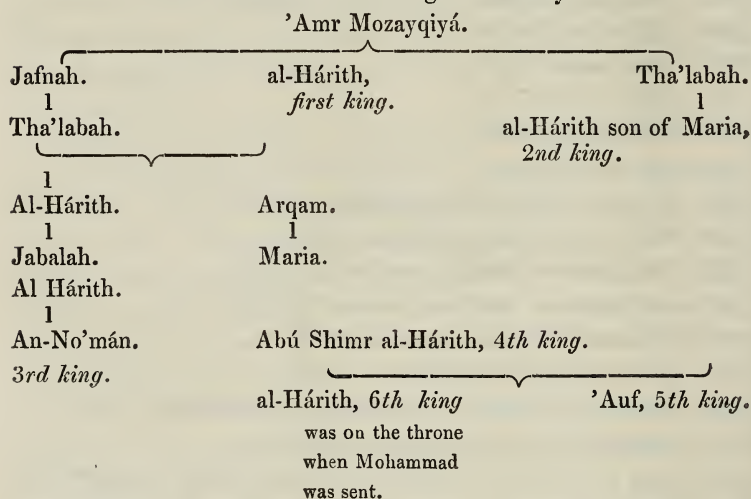 'Amr Mozayqiyá.
Jafnah. al-Hárith, Tha'labah.
1 first king. 1
Tha'labah. al-Hárith son of Maria,
2nd king.
1
Al-Hárith. Arqam.
1 1
Jabalah. Maria.
Al Hárith.
1
An-No'mán. Abú Shimr al-Hárith, 4th king.
3rd king.
al-Hárith, 6th king 'Auf, 5th king.
was on the throne
when Mohammad
was sent.